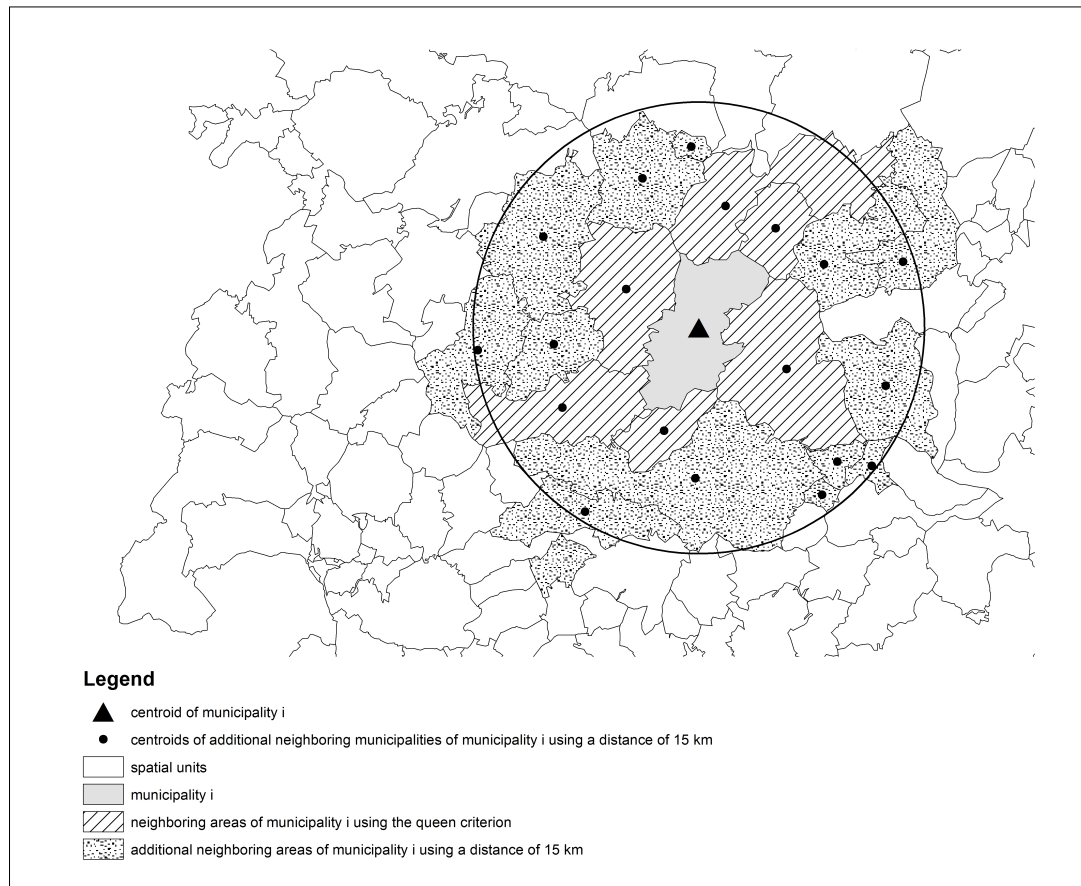 Legend
centroid of municipality i
centroids of additional neighboring municipalities of municipality i using a distance of 15 km
spatial units
municipality i
neighboring areas of municipality i using the queen criterion
additional neighboring areas of municipality i using a distance of 15 km